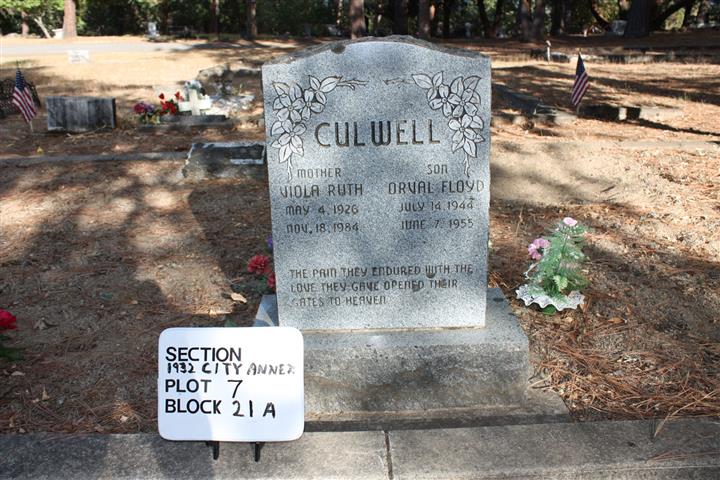 CULWELL
MOTHER SON
VIOLA RUTH ORVAL FLOYD
MAY 4, 1926 JULY 14, 1944
NOV. 18, 1984 JUNE 7, 1955
THE PAIN THEY ENDURED WITH THE
LOVE THEY GAVE OPENED THEIR
GATES TO HEAVEN
SECTION
1932 CITY ANNEX
PLOT 7
BLOCK 21A